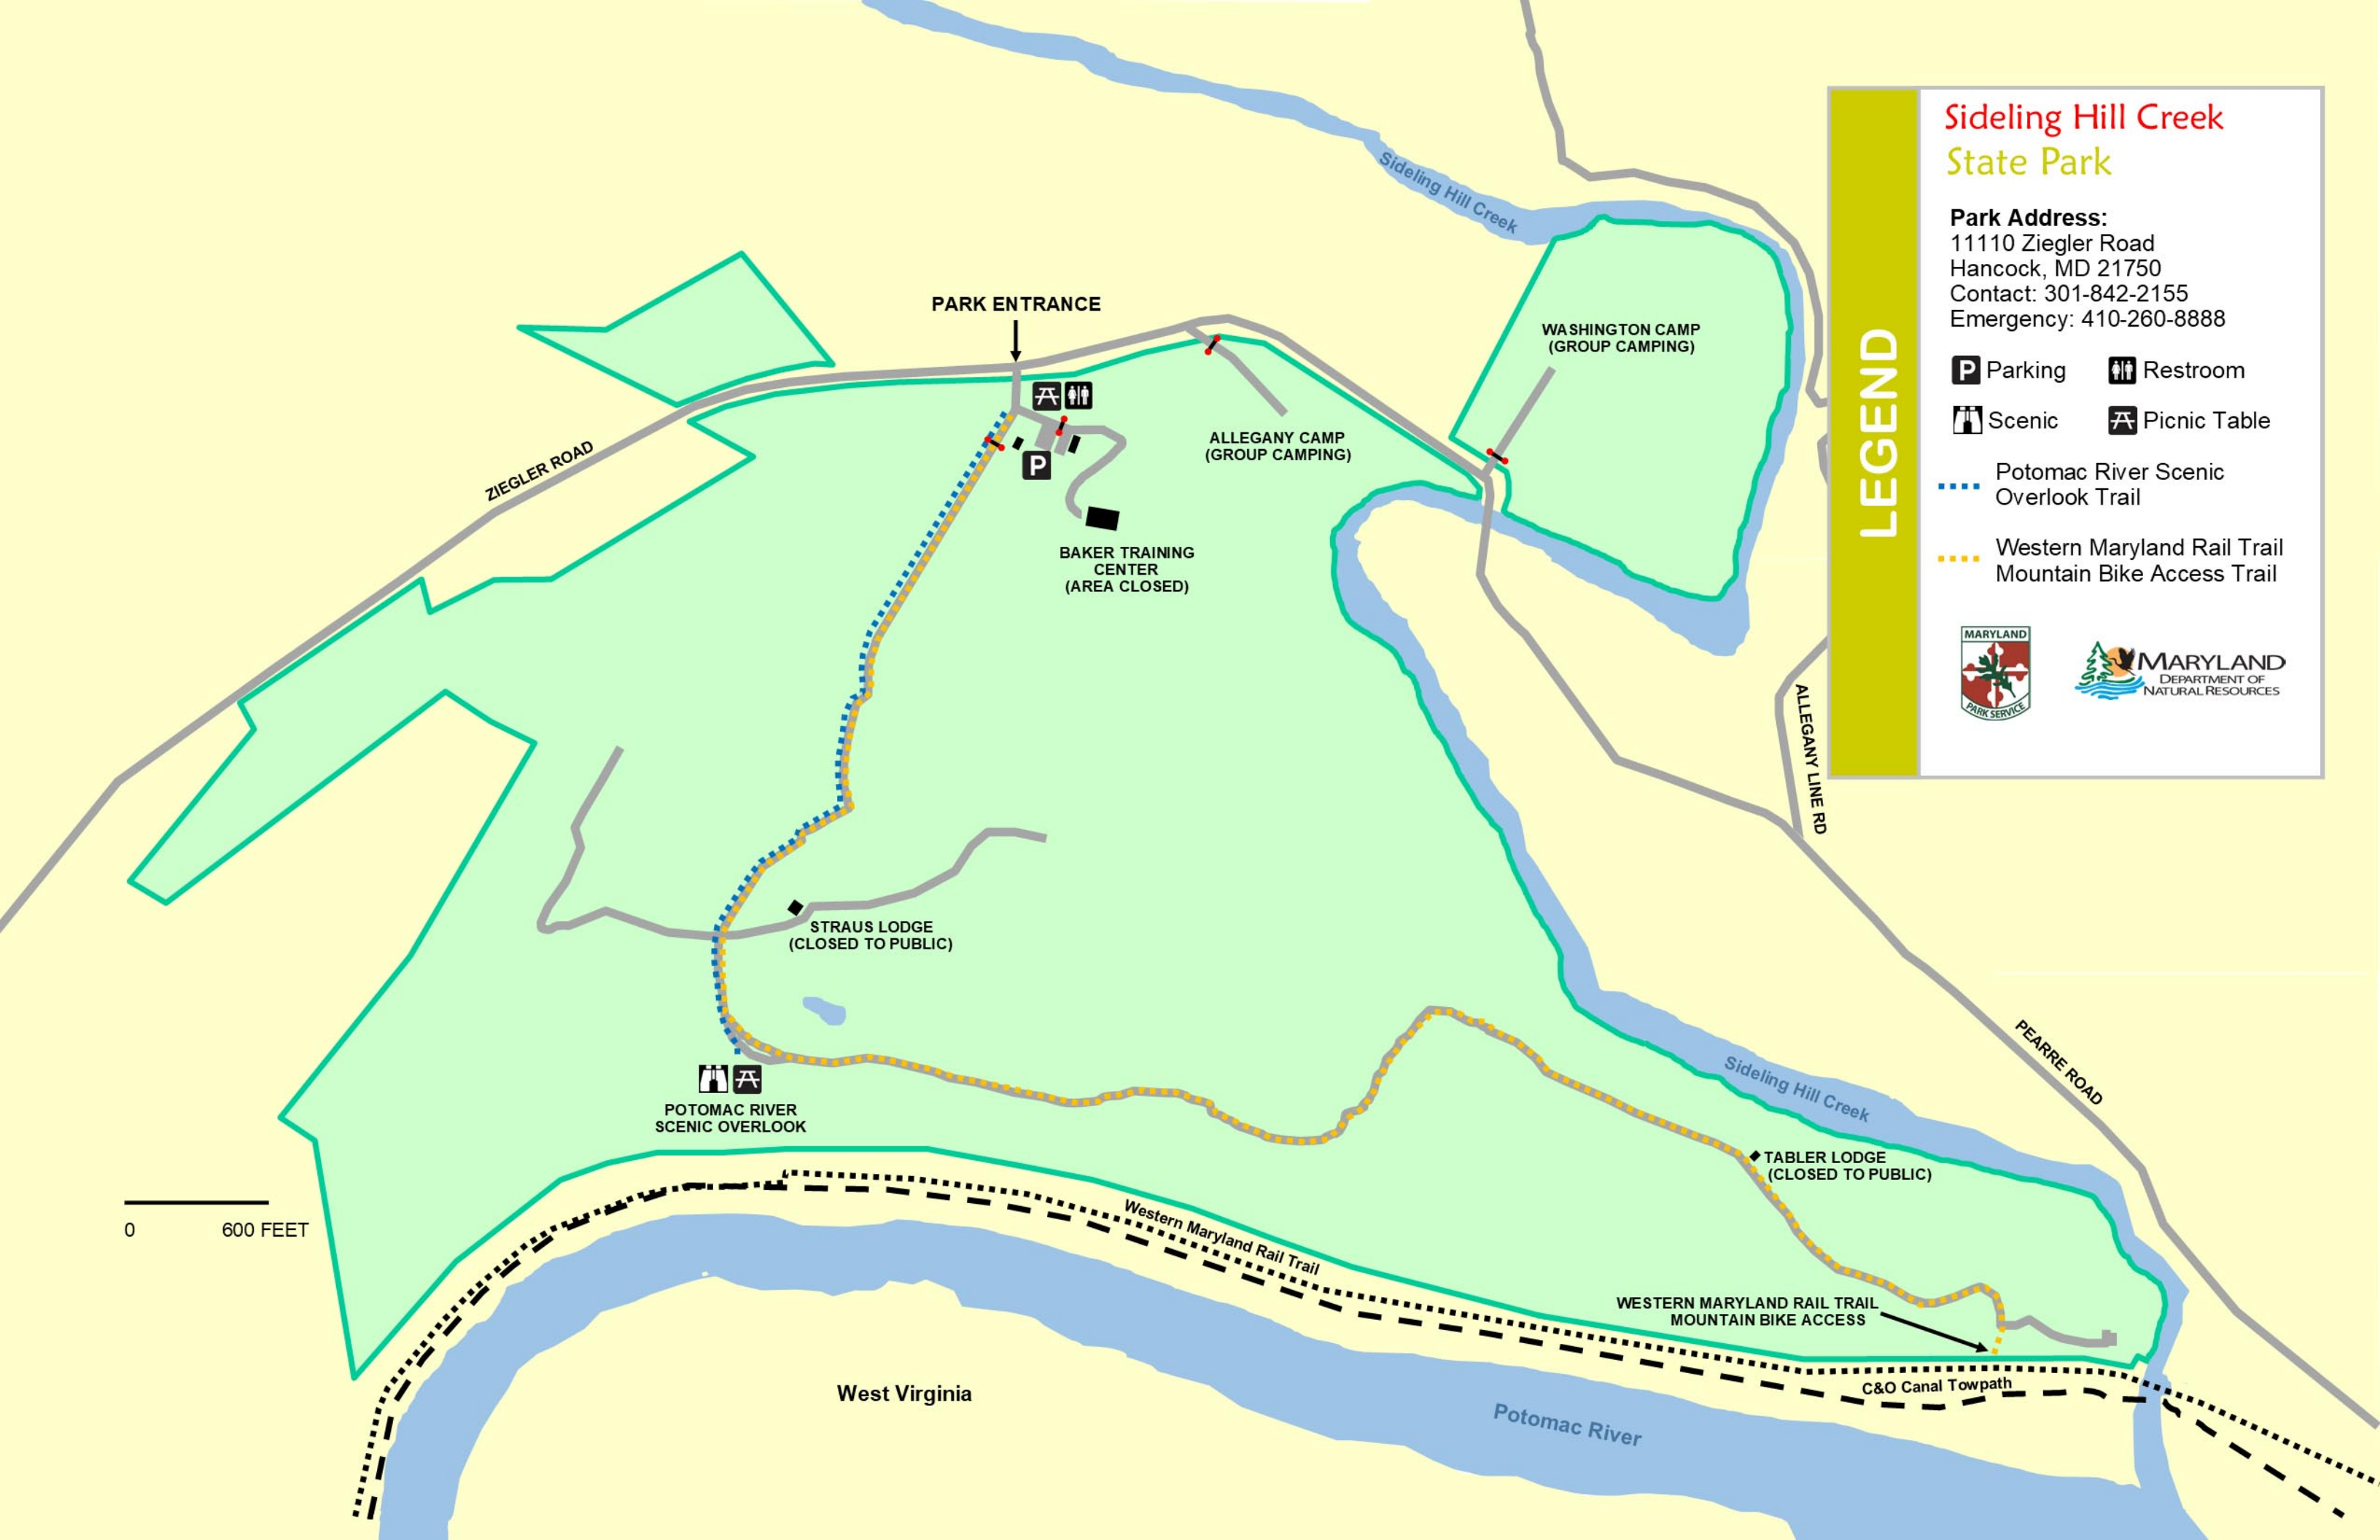 Sideling Hill Creek
PARK ENTRANCE
WASHINGTON CAMP
(GROUP CAMPING)
ZIEGLER ROAD
ALLEGANY CAMP
(GROUP CAMPING)
P
BAKER TRAINING
CENTER
(AREA CLOSED)
ALLEGANY LINE RD
STRAUS LODGE
(CLOSED TO PUBLIC)
PEARRE ROAD
Sideling Hill Creek
POTOMAC RIVER
SCENIC OVERLOOK
TABLER LODGE
(CLOSED TO PUBLIC)
0 600 FEET
Western Maryland Rail Trail
WESTERN MARYLAND RAIL TRAIL
MOUNTAIN BIKE ACCESS
C&O Canal Towpath
West Virginia
Potomac River
LEGEND
Sideling Hill Creek
State Park
Park Address:
11110 Ziegler Road
Hancock, MD 21750
Contact: 301-842-2155
Emergency: 410-260-8888
P Parking Restroom
Scenic Picnic Table
Potomac River Scenic
Overlook Trail
Western Maryland Rail Trail
Mountain Bike Access Trail
MARYLAND
PARK SERVICE
MARYLAND
DEPARTMENT OF
NATURAL RESOURCES